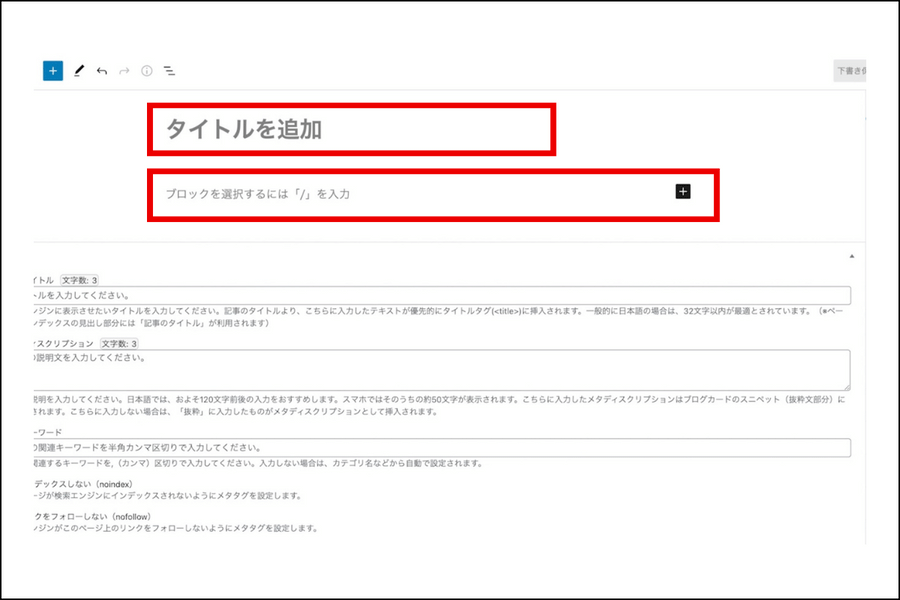 下書き保
タイトルを追加
ブロックを選択するには「/」を入力
イトル 文字数: 3
トルを入力してください。
ンジンに表示させたいタイトルを入力してください。記事のタイトルより、こちらに入力したテキストが優先的にタイトルタグ(<title>)に挿入されます。一般的に日本語の場合は、32文字以内が最適とされています。（※ペー
ンデックスの見出し部分には「記事のタイトル」が利用されます）
ィスクリプション 文字数: 3
の説明文を入力してください。
説明を入力してください。日本語では、およそ120文字前後の入力をおすすめします。スマホではそのうちの約50文字が表示されます。こちらに入力したメタディスクリプションはブログカードのスニペット（抜粋文部分）に
されます。こちらに入力しない場合は、「抜粋」に入力したものがメタディスクリプションとして挿入されます。
ーワード
の関連キーワードを半角カンマ区切りで入力してください。
関連するキーワードを,（カンマ）区切りで入力してください。入力しない場合は、カテゴリ名などから自動で設定されます。
デックスしない（noindex）
ージが検索エンジンにインデックスされないようにメタタグを設定します。
クをフォローしない（nofollow）
ンジンがこのページ上のリンクをフォローしないようにメタタグを設定します。